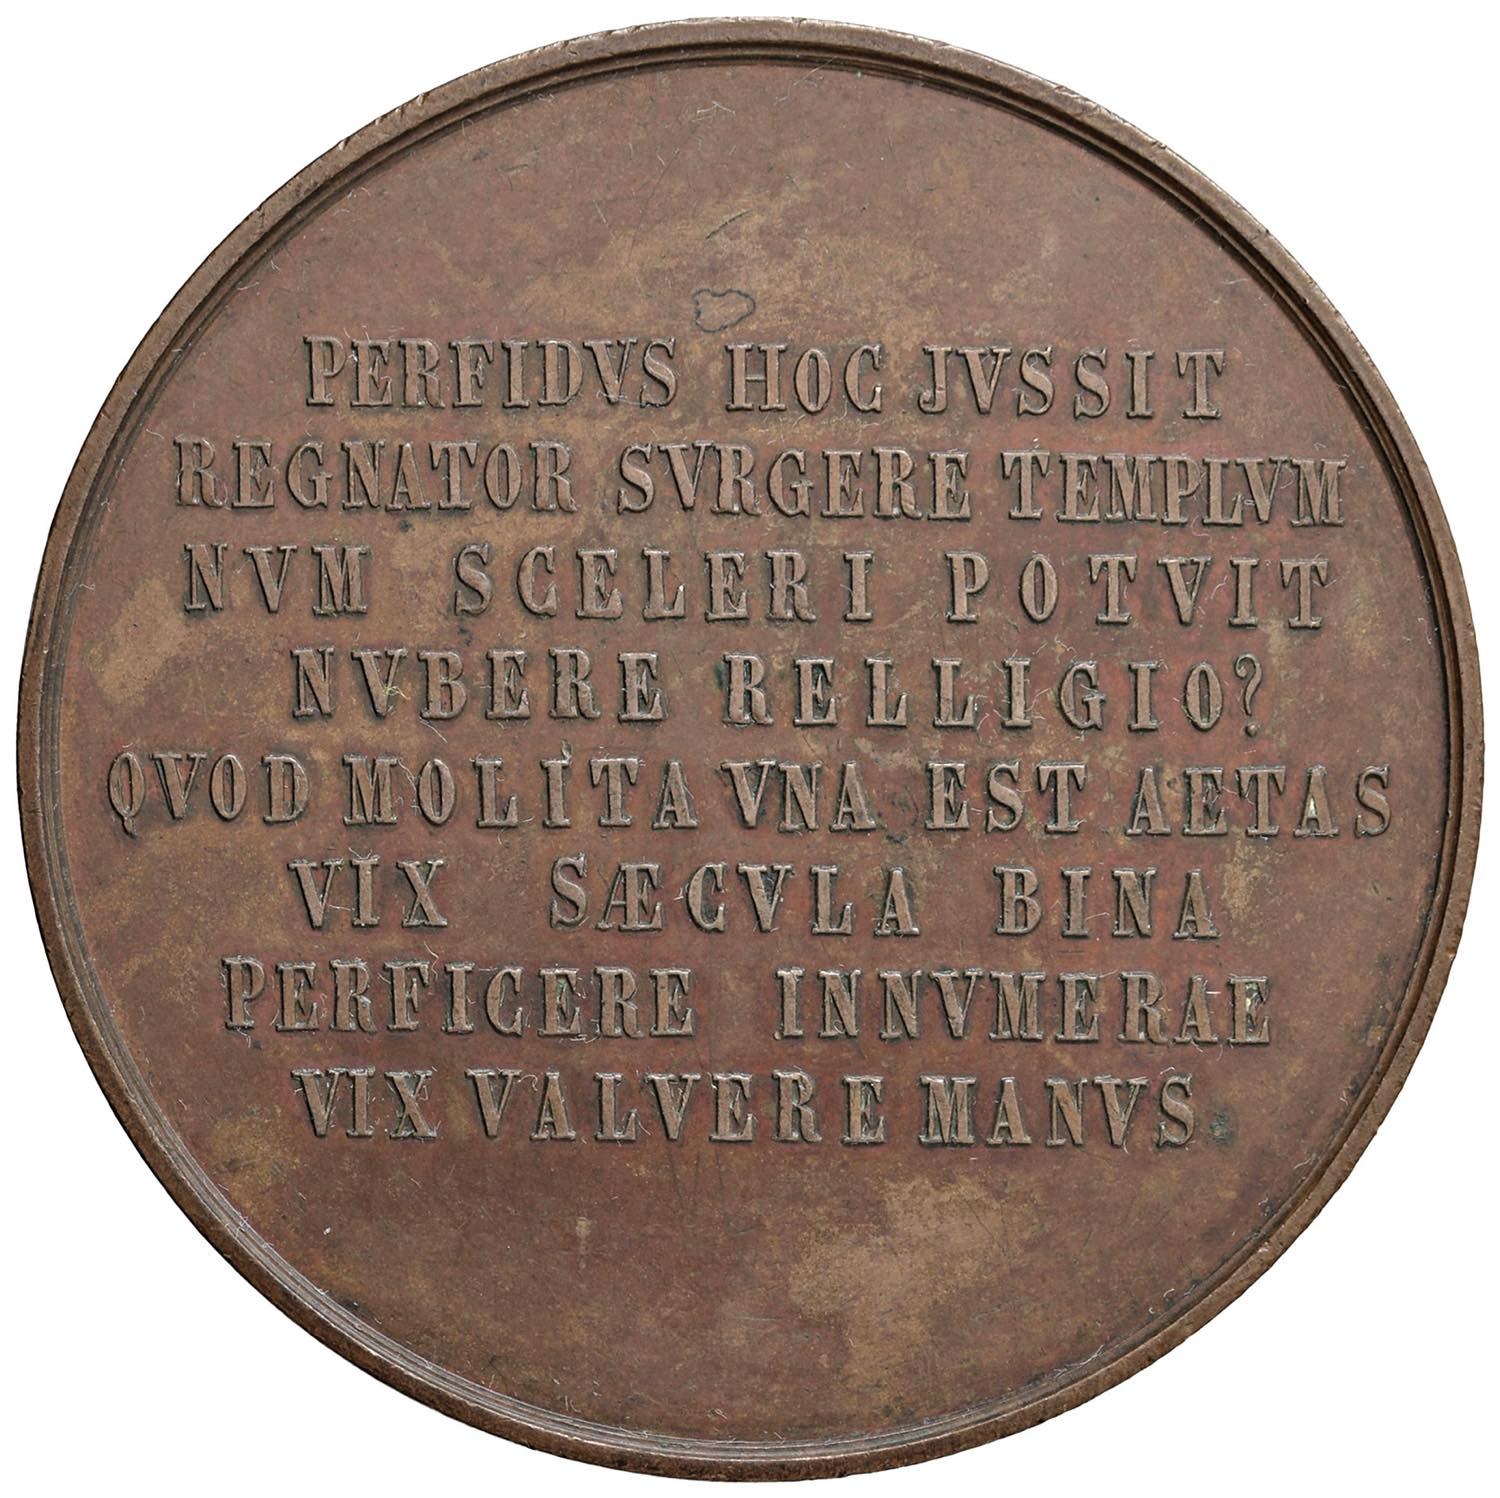 PERFIDVS HOC JVSSIT
REGNATOR SVRGERE TEMPLVM
NVM SCELERI POTVIT
NVBERE RELLIGIO?
QVOD MOLITA VNA EST AETAS
VIX SÆCVLA BINA
PERFICERE INNVMERAE
VIX VALVERE MANVS